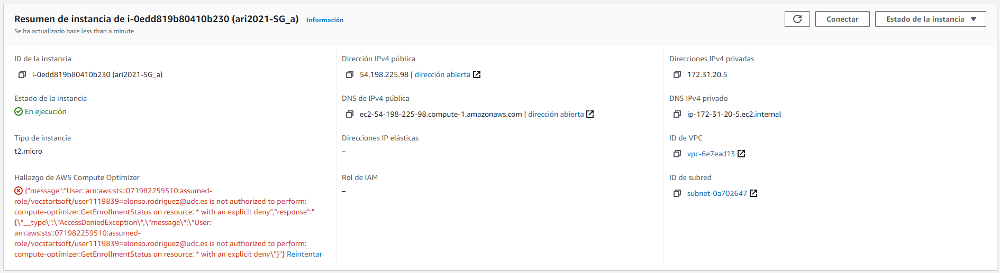 Resumen de instancia de i-0edd819b80410b230 (ari2021-SG_a) Información
Se ha actualizado hace less than a minute
Conectar
Estado de la instancia
ID de la instancia
i-0edd819b80410b230 (ari2021-SG_a)
Estado de la instancia
En ejecución
Tipo de instancia
t2.micro
Hallazgo de AWS Compute Optimizer
{"message":"User: arn:aws:sts::071982259510:assumed-
role/vocstartsoft/user1119839=alonso.rodriguez@udc.es is not authorized to perform:
compute-optimizer:GetEnrollmentStatus on resource: * with an explicit deny","response":"
{\"__type\":\"AccessDeniedException\",\"message\":\"User:
arn:aws:sts::071982259510:assumed-
role/vocstartsoft/user1119839=alonso.rodriguez@udc.es is not authorized to perform:
compute-optimizer:GetEnrollmentStatus on resource: * with an explicit deny\"}"} Reintentar
Dirección IPv4 pública
54.198.225.98 | dirección abierta
DNS de IPv4 pública
ec2-54-198-225-98.compute-1.amazonaws.com | dirección abierta
Direcciones IP elásticas
–
Rol de IAM
–
Direcciones IPv4 privadas
172.31.20.5
DNS IPv4 privado
ip-172-31-20-5.ec2.internal
ID de VPC
vpc-6e7ead13
ID de subred
subnet-0a702647